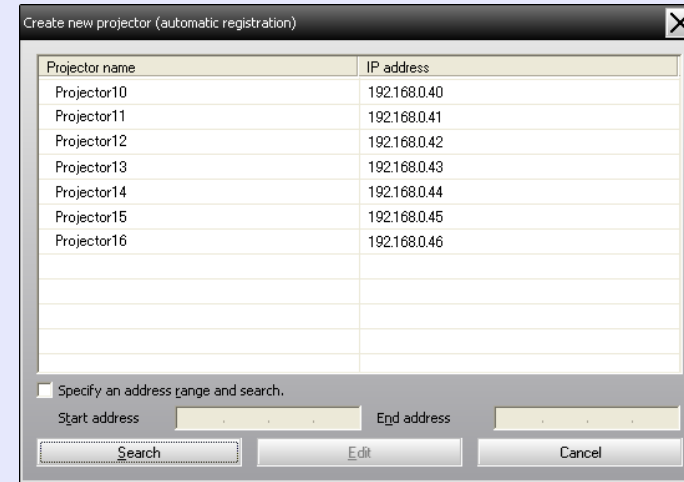 Create new projector (automatic registration)
Projector name IP address
Projector10 192.168.0.40
Projector11 192.168.0.41
Projector12 192.168.0.42
Projector13 192.168.0.43
Projector14 192.168.0.44
Projector15 192.168.0.45
Projector16 192.168.0.46
Specify an address range and search.
Start address . . . End address . . .
Search Edit Cancel